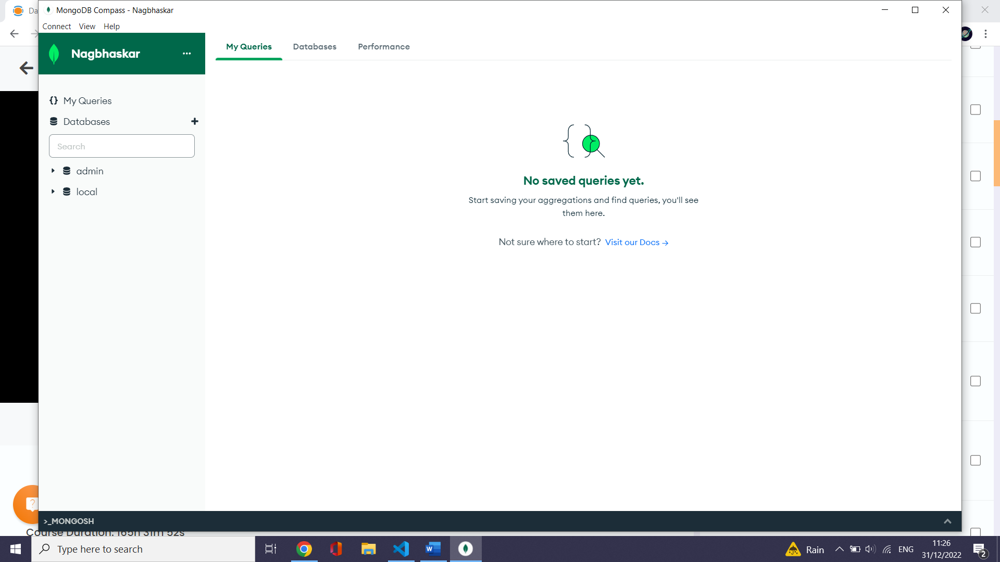 Da
MongoDB Compass - Nagbhaskar
Connect View Help
Nagbhaskar
My Queries Databases Performance
My Queries
Databases
Search
admin
local
No saved queries yet.
Start saving your aggregations and find queries, you'll see
them here.
Not sure where to start? Visit our Docs →
>_MONGOSH
Course Duration: 165h 31m 52s
Type here to search
Rain
ENG
11:26
31/12/2022
2